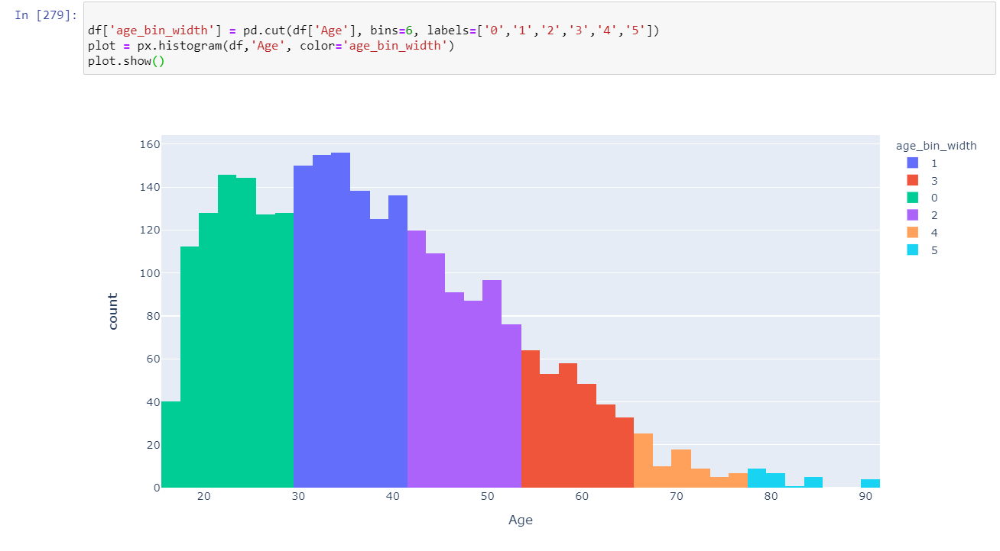 In [279]:
df['age_bin_width'] = pd.cut(df['Age'], bins=6, labels=['0','1','2','3','4','5'])
plot = px.histogram(df,'Age', color='age_bin_width')
plot.show()
160
140
120
100
80
60
40
20
0
count
20 30 40 50 60 70 80 90
Age
age_bin_width
1
3
0
2
4
5